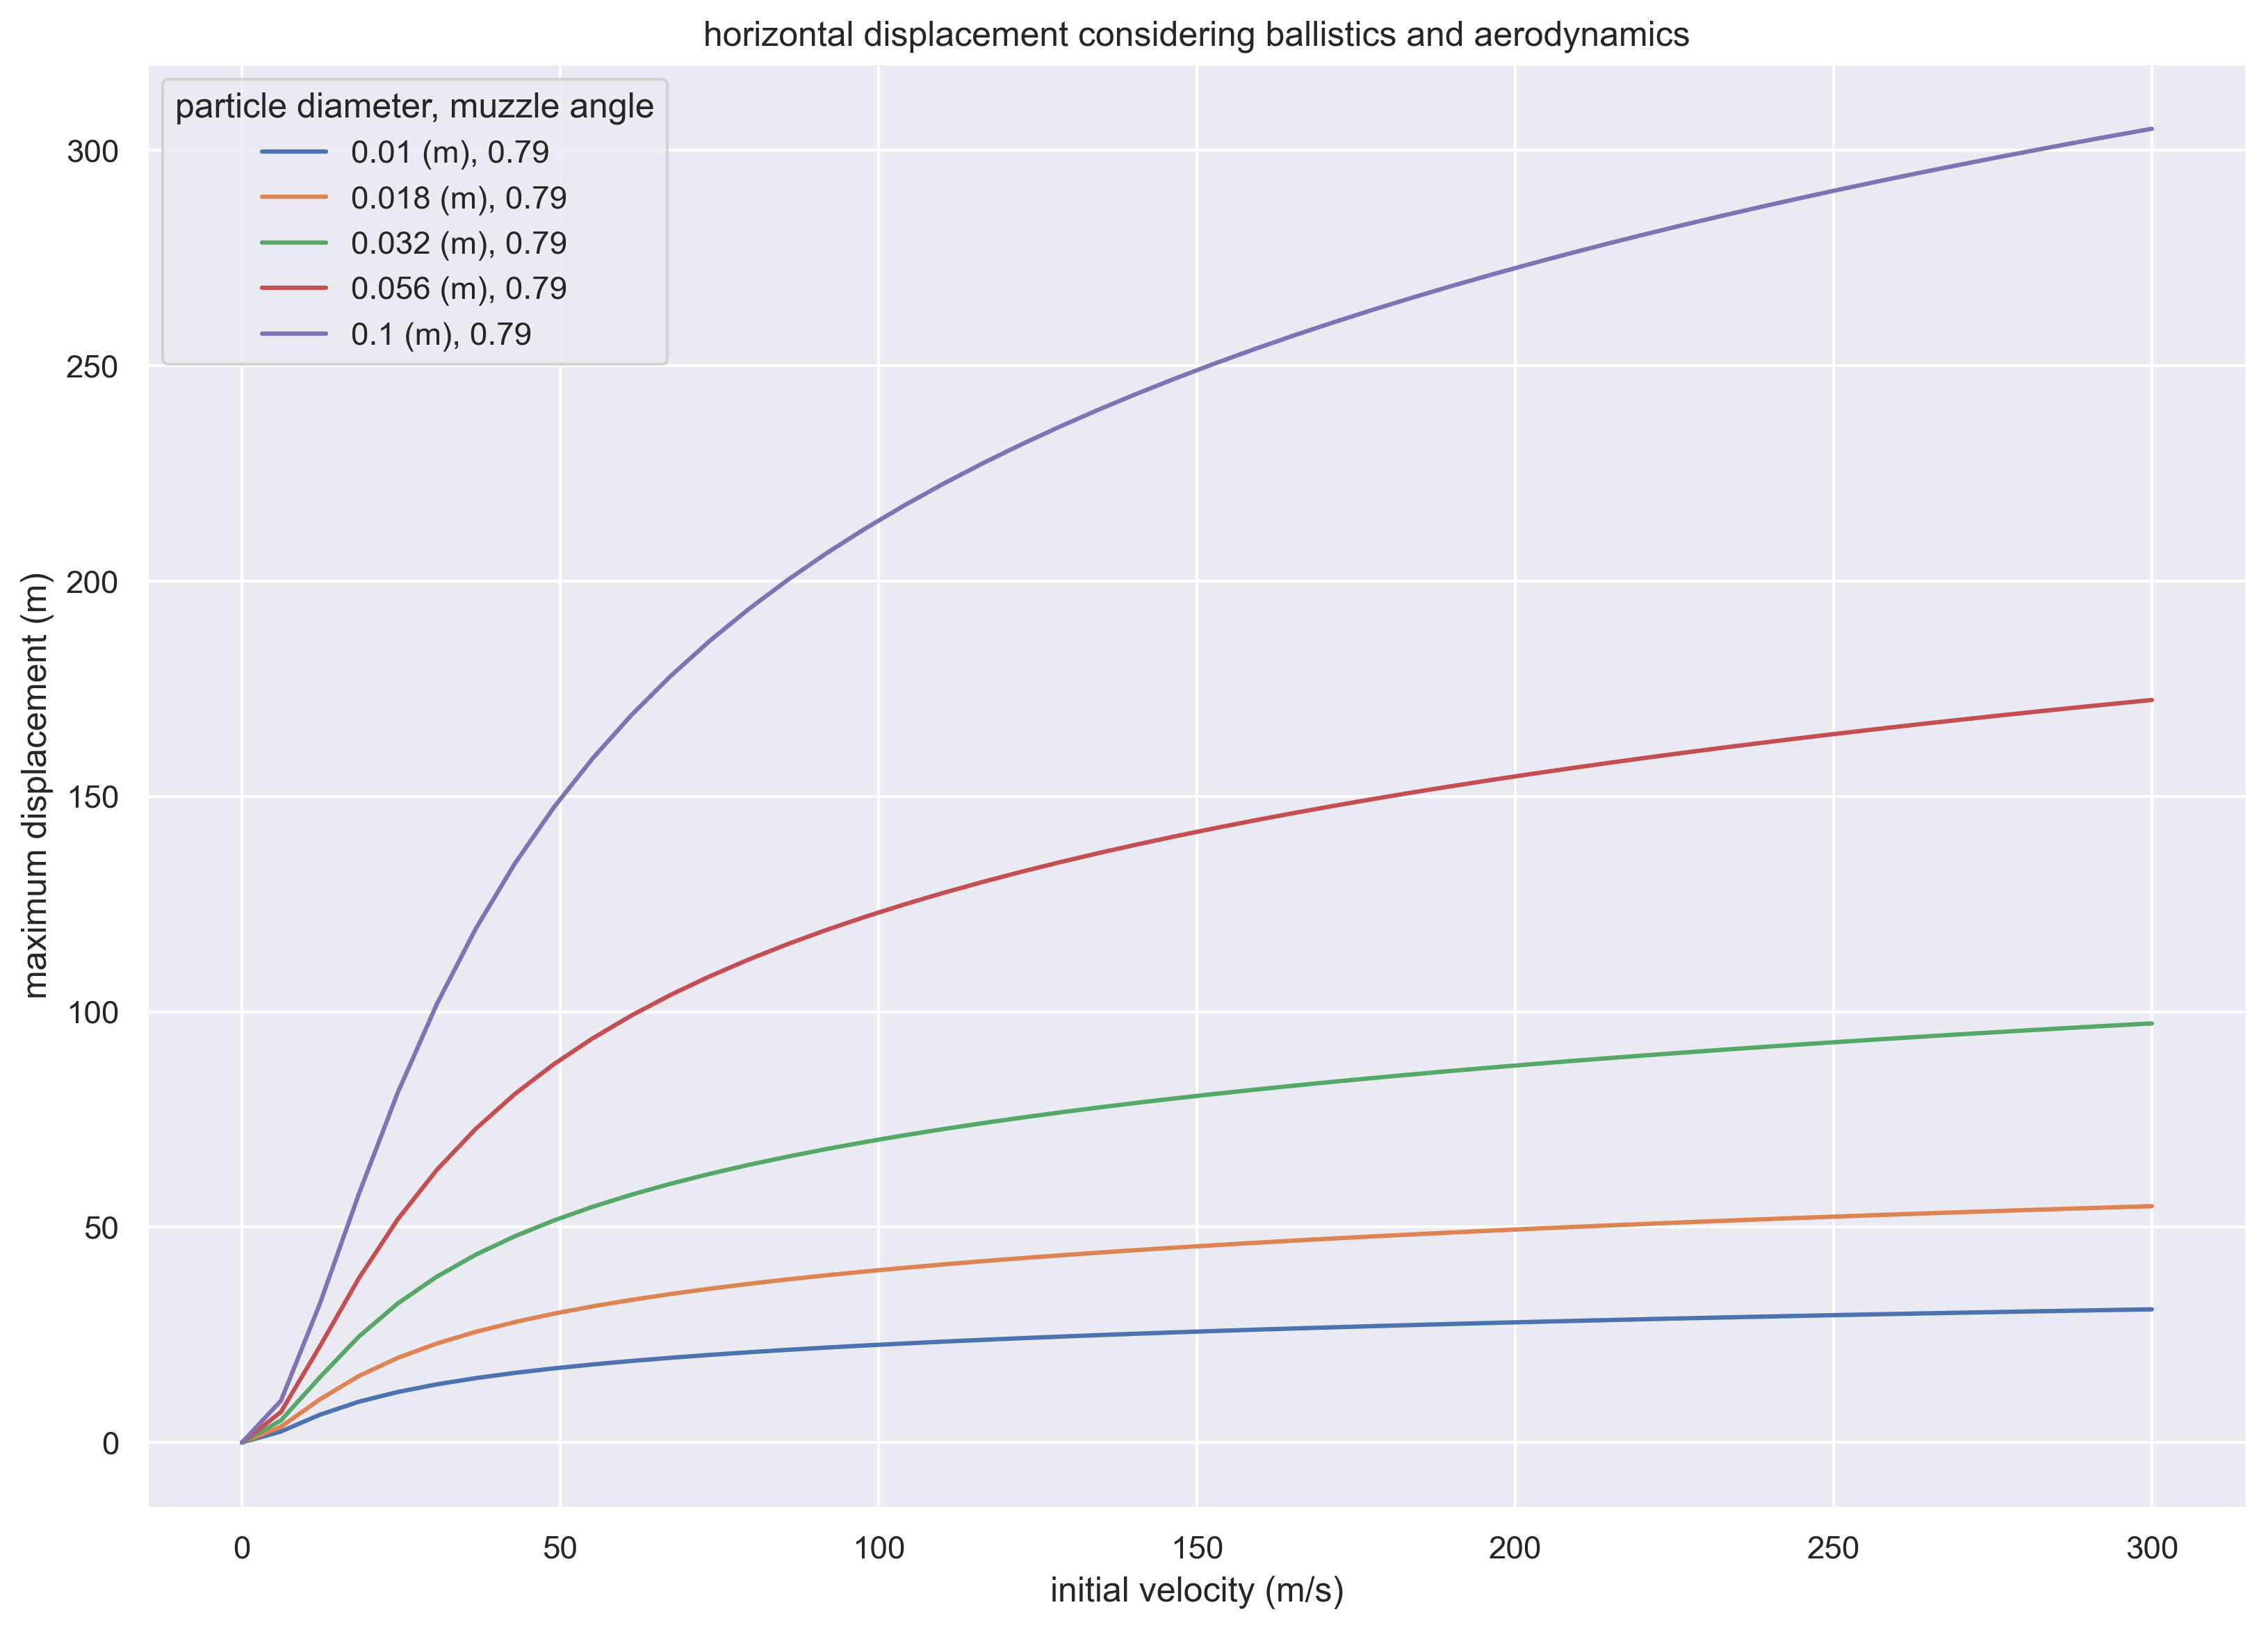 horizontal displacement considering ballistics and aerodynamics
particle diameter, muzzle angle
0.01 (m), 0.79
0.018 (m), 0.79
0.032 (m), 0.79
0.056 (m), 0.79
0.1 (m), 0.79
maximum displacement (m)
300
250
200
150
100
50
0
0 50 100 150 200 250 300
initial velocity (m/s)